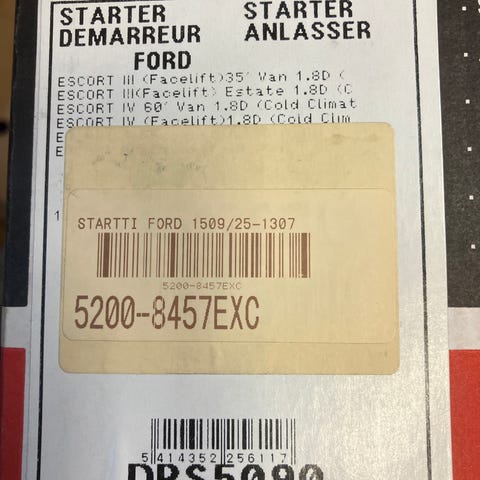 STARTER STARTER
DEMARREUR ANLASSER
FORD
ESCORT III (Facelift)35' Van 1.8D (
ESCORT III(Facelift) Estate 1.8D (C
ESCORT IV 60' Van 1.8D (Cold Climat
ESCORT IV (Facelift)1.8D (Cold Clim
E
E
1
STARTTI FORD 1509/25-1307
5200-8457EXC
5200-8457EXC
5 414352 256117
DRS5090